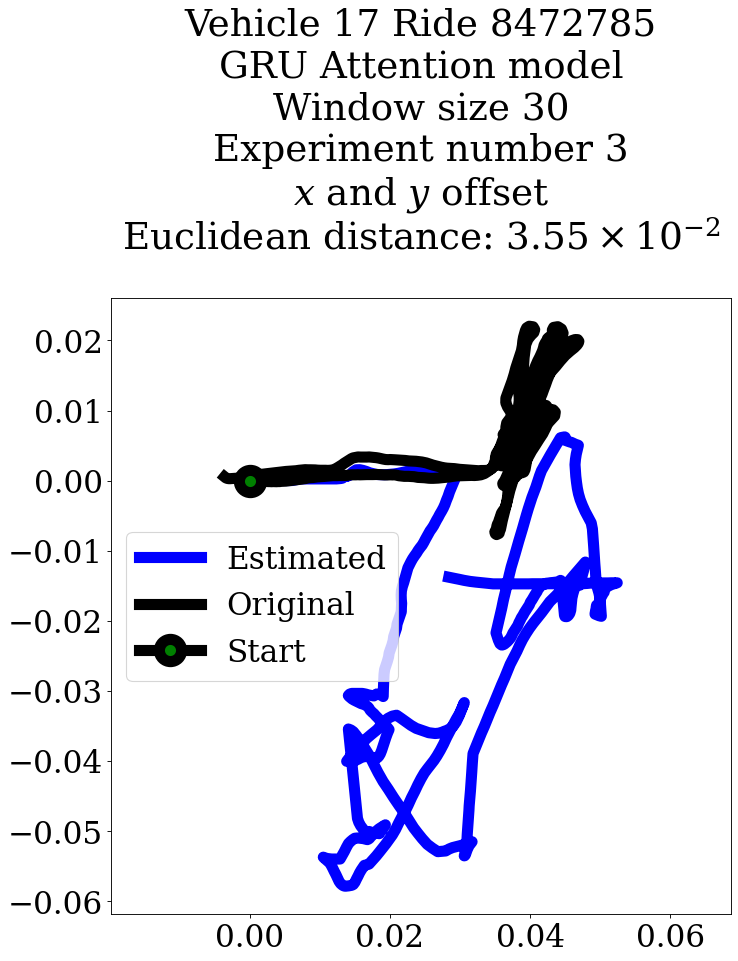 Vehicle 17 Ride 8472785
GRU Attention model
Window size 30
Experiment number 3
x and y offset
Euclidean distance: 3.55 × 10⁻²
0.02
0.01
0.00
−0.01
−0.02
−0.03
−0.04
−0.05
−0.06
Estimated
Original
Start
0.00 0.02 0.04 0.06